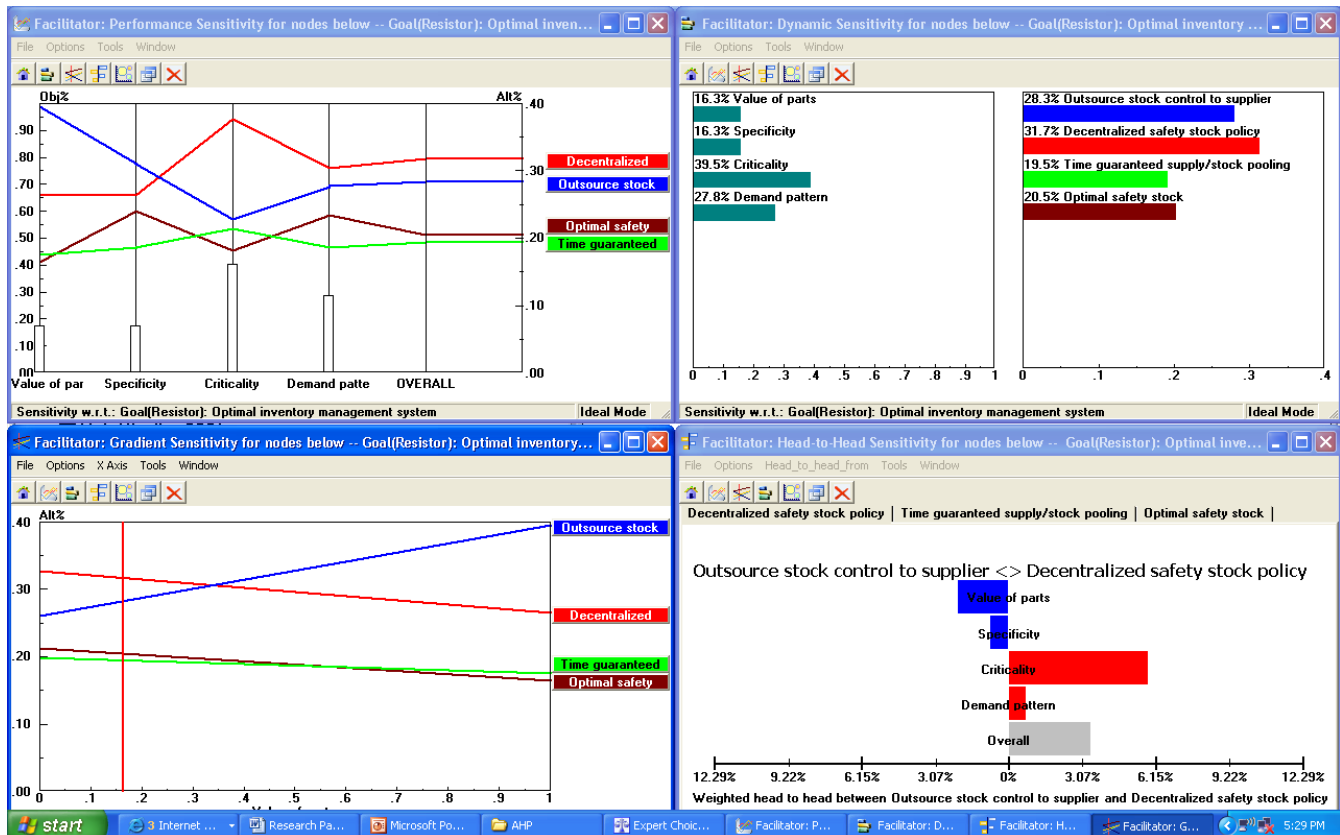 Facilitator: Performance Sensitivity for nodes below -- Goal(Resistor): Optimal inven...
File Options Tools Window
Obj% Alt%
.90
.80
.70
.60
.50
.40
.30
.20
.10
.00
.40
.30
.20
.10
.00
Decentralized
Outsource stock
Optimal safety
Time guaranteed
Value of par Specificity Criticality Demand patte OVERALL
Sensitivity w.r.t.: Goal(Resistor): Optimal inventory management system Ideal Mode
Facilitator: Dynamic Sensitivity for nodes below -- Goal(Resistor): Optimal inventory ...
File Options Tools Window
16.3% Value of parts
16.3% Specificity
39.5% Criticality
27.8% Demand pattern
0 .1 .2 .3 .4 .5 .6 .7 .8 .9 1
28.3% Outsource stock control to supplier
31.7% Decentralized safety stock policy
19.5% Time guaranteed supply/stock pooling
20.5% Optimal safety stock
0 .1 .2 .3 .4
Sensitivity w.r.t.: Goal(Resistor): Optimal inventory management system Ideal Mode
Facilitator: Gradient Sensitivity for nodes below -- Goal(Resistor): Optimal inventory...
File Options X Axis Tools Window
Alt%
.40
.30
.20
.10
.00
Outsource stock
Decentralized
Time guaranteed
Optimal safety
0 .1 .2 .3 .4 .5 .6 .7 .8 .9 1
Facilitator: Head-to-Head Sensitivity for nodes below -- Goal(Resistor): Optimal inve...
File Options Head_to_head_from Tools Window
Decentralized safety stock policy | Time guaranteed supply/stock pooling | Optimal safety stock |
Outsource stock control to supplier <> Decentralized safety stock policy
Value of parts
Specificity
Criticality
Demand pattern
Overall
12.29% 9.22% 6.15% 3.07% 0% 3.07% 6.15% 9.22% 12.29%
Weighted head to head between Outsource stock control to supplier and Decentralized safety stock policy
start 3 Internet ... Research Pa... Microsoft Po... AHP Expert Choic... Facilitator: P... Facilitator: D... Facilitator: H... Facilitator: G... 5:29 PM